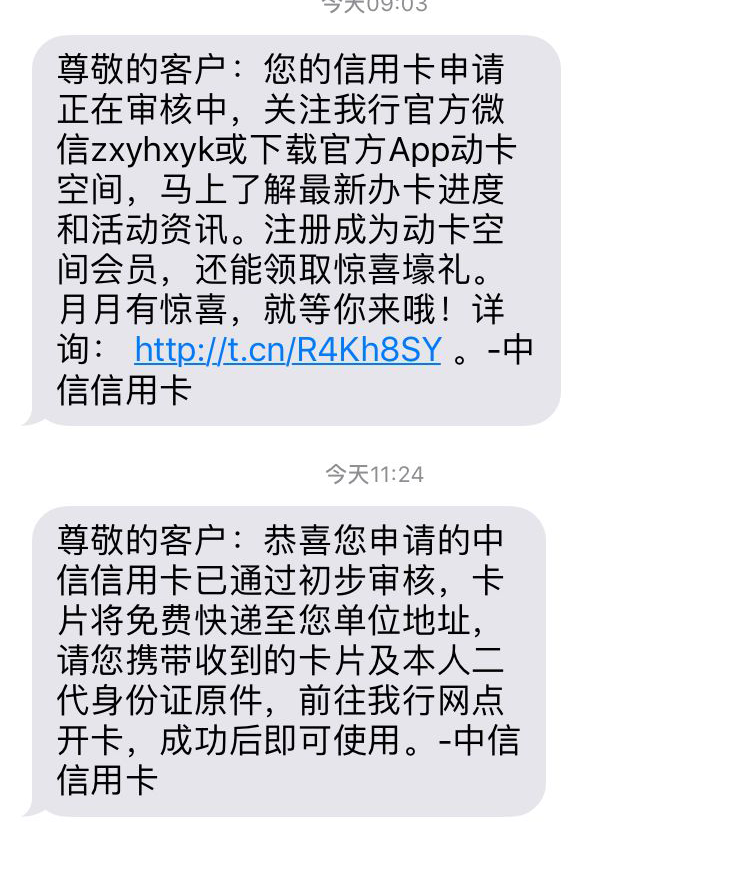 今天09:03
尊敬的客户：您的信用卡申请
正在审核中，关注我行官方微
信zxyhxyk或下载官方App动卡
空间，马上了解最新办卡进度
和活动资讯。注册成为动卡空
间会员，还能领取惊喜壕礼。
月月有惊喜，就等你来哦！详
询： http://t.cn/R4Kh8SY 。-中
信信用卡
今天11:24
尊敬的客户：恭喜您申请的中
信信用卡已通过初步审核，卡
片将免费快递至您单位地址，
请您携带收到的卡片及本人二
代身份证原件，前往我行网点
开卡，成功后即可使用。-中信
信用卡